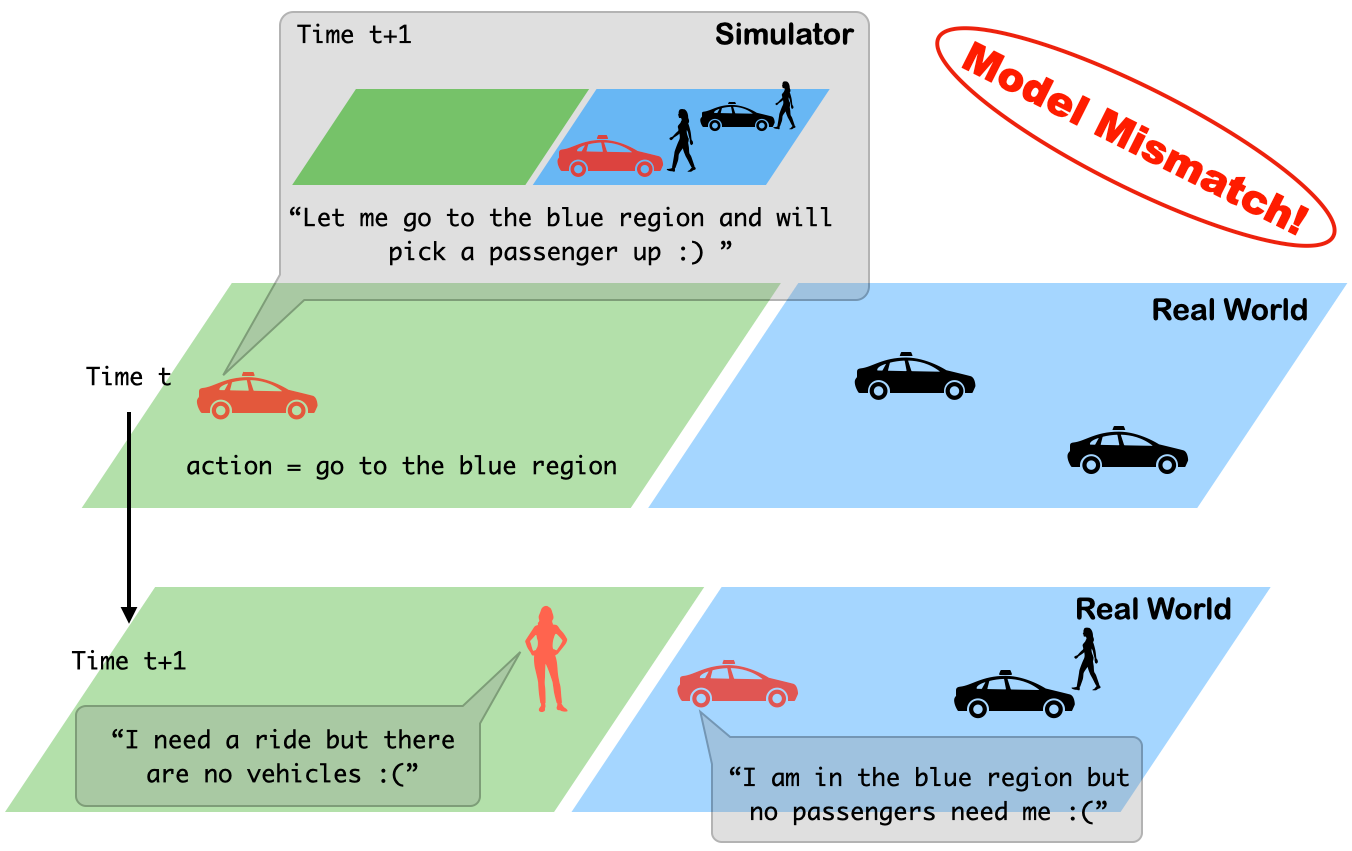 Time t+1
Simulator
Model Mismatch!
“Let me go to the blue region and will
pick a passenger up :) ”
Real World
Time t
action = go to the blue region
Real World
Time t+1
“I need a ride but there
are no vehicles :(”
“I am in the blue region but
no passengers need me :(”